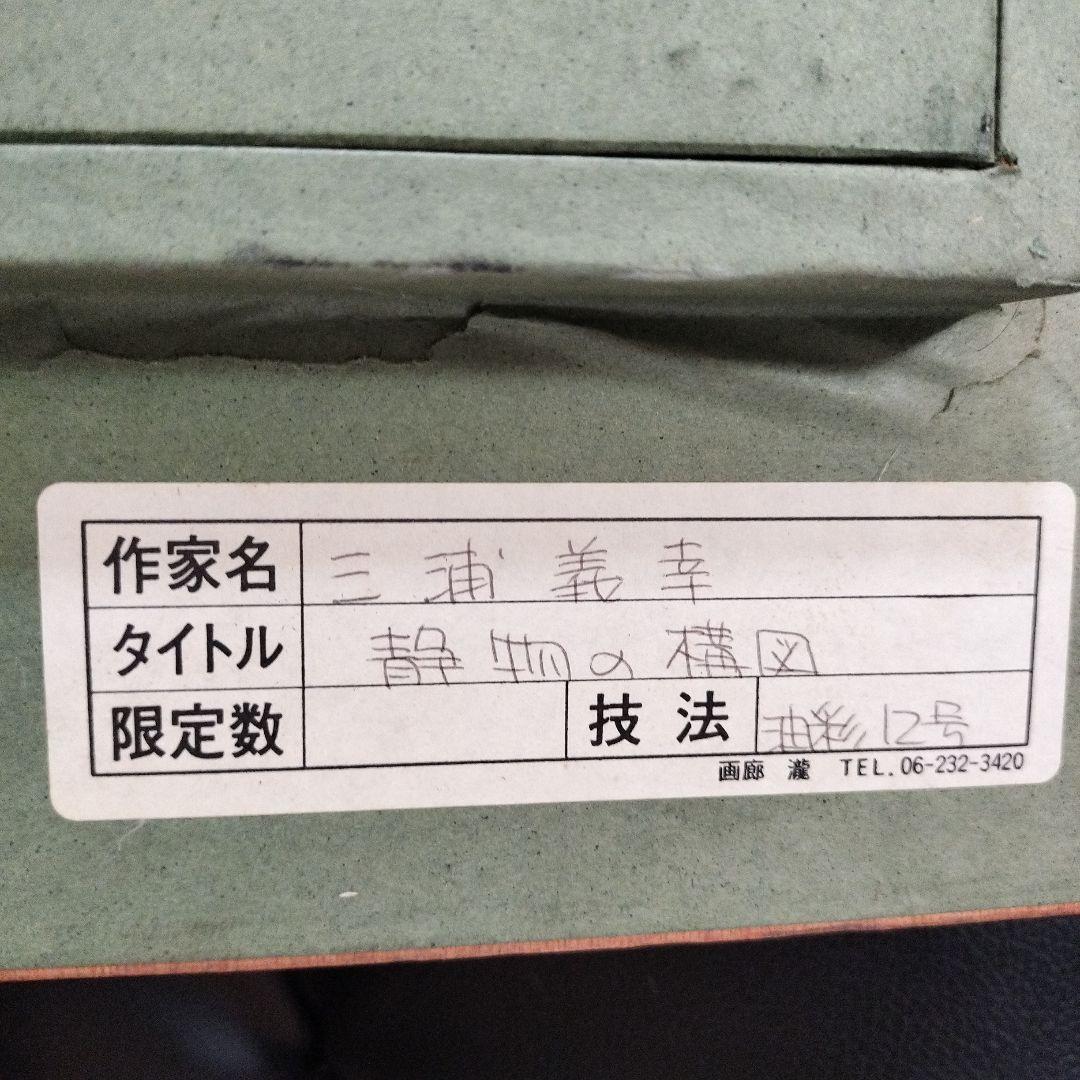 作家名 三浦義幸
タイトル 静物の構図
限定数 技法 油彩12号
画廊 瀧 TEL.06-232-3420